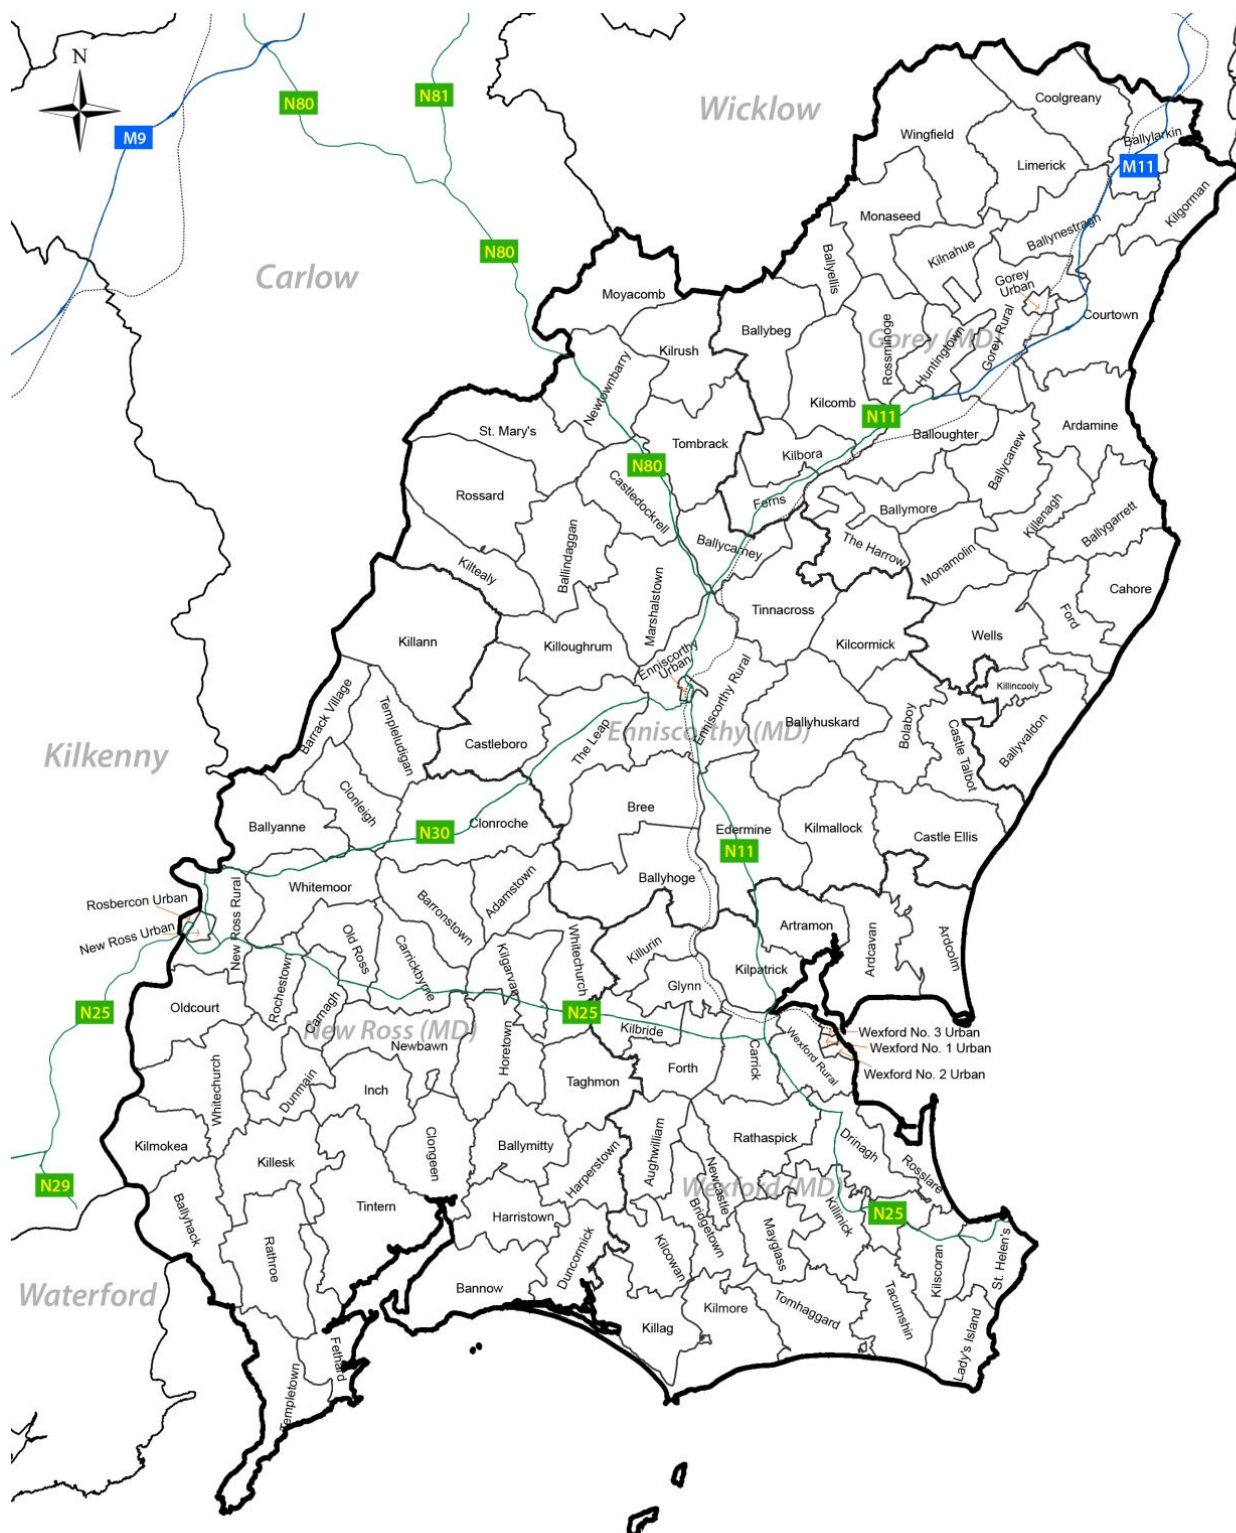 N
M9
N80
N81
Wicklow
Coolgreany
Wingfield
Ballylarkin
Limerick
M11
Kilgorman
Monaseed
Ballynestragh
Kilnahue
Ballyellis
N80
Carlow
Moyacomb
Gorey
Urban
Courtown
Ballybeg
Kilrush
Rossminoge
Gorey (MD)
Huntingtown
Gorey Rural
Newtownbarry
Kilcomb
N11
St. Mary's
Tombrack
Kilbora
Balloughter
Ardamine
Ballycanew
N80
Rossard
Castledockrell
Ferns
Ballymore
Killenagh
Ballygarrett
Ballindaggan
Ballycarney
The Harrow
Monamolin
Kiltealy
Marshalstown
Tinnacross
Cahore
Ford
Killann
Killoughrum
Kilcormick
Wells
Enniscorthy
Urban
Enniscorthy Rural
Killincooly
Barrack Village
Templeludigan
Castleboro
The Leap
Enniscorthy (MD)
Ballyhuskard
Bolaboy
Castle Talbot
Ballyvaldon
Kilkenny
Clonleigh
Ballyanne
N30
Clonroche
Bree
Edermine
N11
Kilmallock
Castle Ellis
Ballyhoge
Whitemoor
Rosbercon Urban
New Ross Urban
New Ross Rural
Barronstown
Adamstown
Artramon
Ardcavan
Ardcolm
Old Ross
Carrickbyrne
Kilgarvan
Whitechurch
Killurin
Kilpatrick
Rochestown
Carnagh
Glynn
N25
Oldcourt
New Ross (MD)
Newbawn
Horetown
N25
Kilbride
Wexford Rural
Wexford No. 3 Urban
Wexford No. 1 Urban
Wexford No. 2 Urban
Carrick
Forth
Taghmon
Whitechurch
Dunmain
Inch
Kilmokea
Killesk
Clongeen
Ballymitty
Harperstown
Aughwilliam
Rathaspick
Drinagh
Rosslare
N29
Ballyhack
Tintern
Harristown
Newcastle
Bridgetown
Wexford (MD)
Killinick
N25
Mayglass
Rathroe
Duncormick
Kilcowan
Kilscoran
St. Helen's
Waterford
Bannow
Kilmore
Tomhaggard
Tacumshin
Killag
Lady's Island
Fethard
Templetown